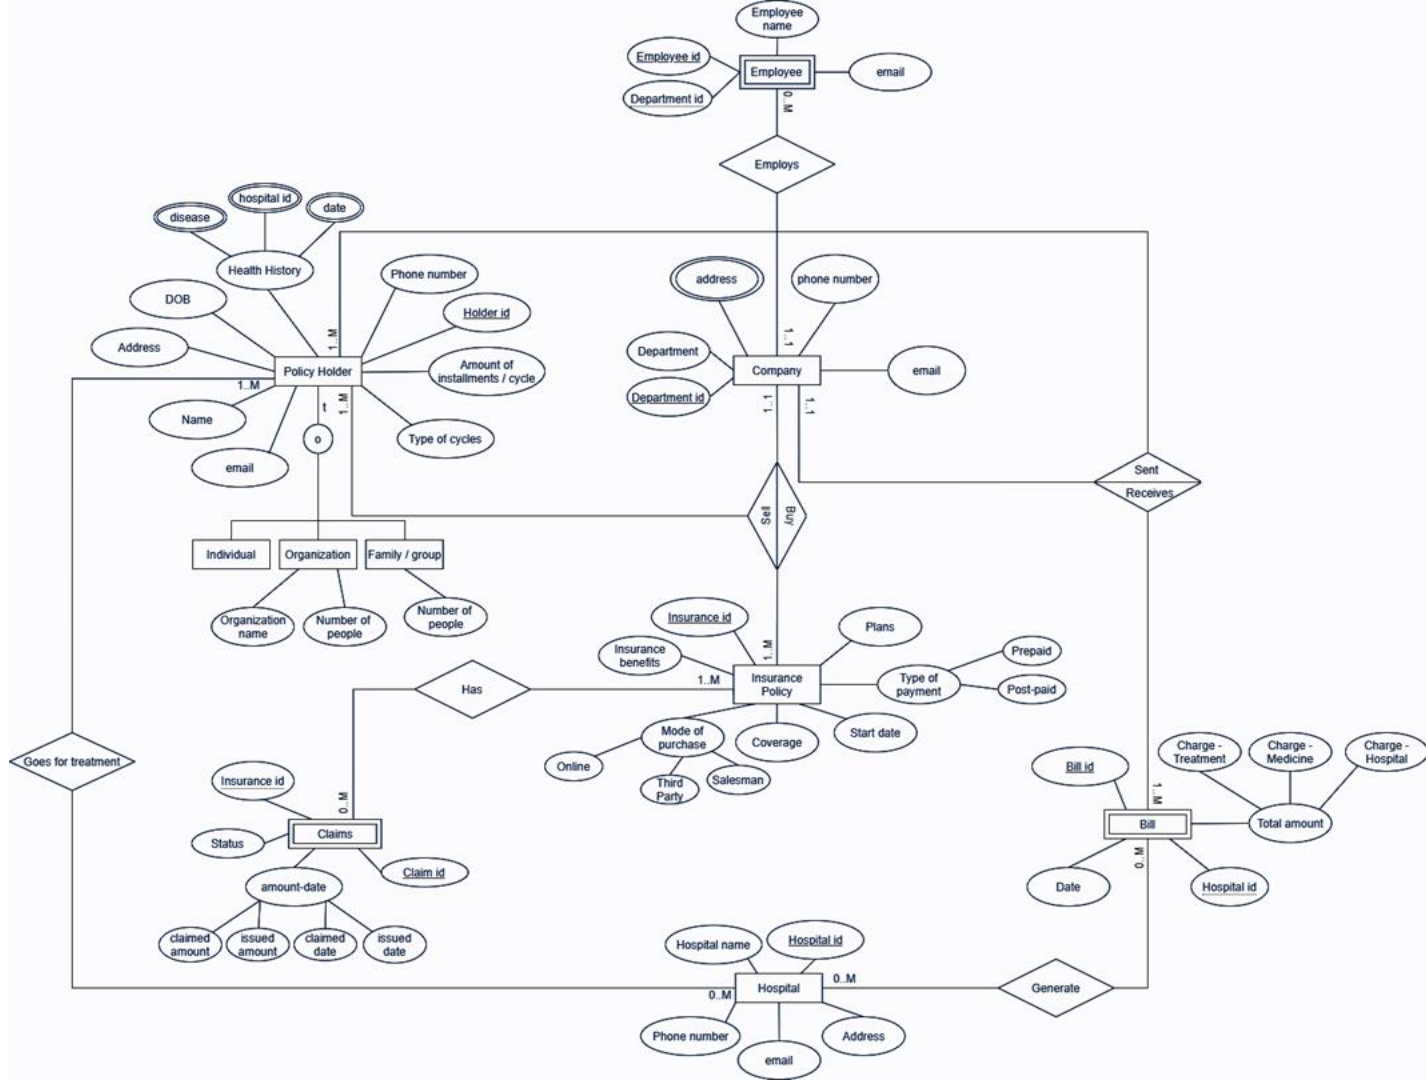 Employee
name
Employee id
Employee
email
Department id
0..M
Employs
hospital id
disease
date
Health History
Phone number
DOB
Holder id
Address
1..M
Policy Holder
Amount of
installments / cycle
1..M
1..M
Name
t
Type of cycles
o
email
address
phone number
1..1
Department
Company
email
Department id
1..1
1..1
Sent
Receives
Sell
Buy
Individual
Organization
Family / group
Organization
name
Number of
people
Number of
people
Insurance id
Plans
Insurance
benefits
1..M
Prepaid
Has
1..M
Insurance
Policy
Type of
payment
Post-paid
Mode of
purchase
Coverage
Start date
Online
Third
Party
Salesman
Goes for treatment
Insurance id
0..M
Status
Claims
Claim id
amount-date
claimed
amount
issued
amount
claimed
date
issued
date
Bill id
Charge -
Treatment
Charge -
Medicine
Charge -
Hospital
1..M
Bill
Total amount
0..M
Date
Hospital id
Hospital name
Hospital id
0..M
0..M
Hospital
Generate
Phone number
Address
email